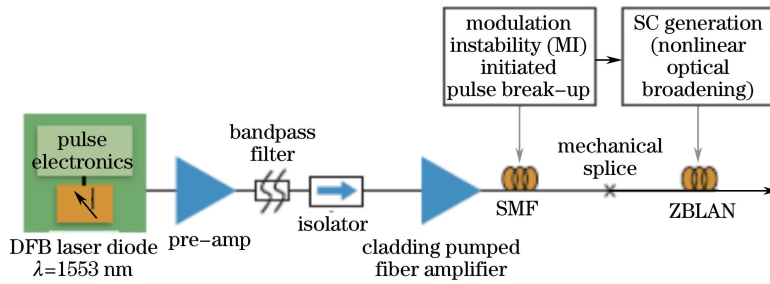 modulation
instability (MI)
initiated
pulse break-up
SC generation
(nonlinear
optical
broadening)
pulse
electronics
bandpass
filter
mechanical
splice
isolator
SMF
ZBLAN
pre-amp
DFB laser diode
λ=1553 nm
cladding pumped
fiber amplifier